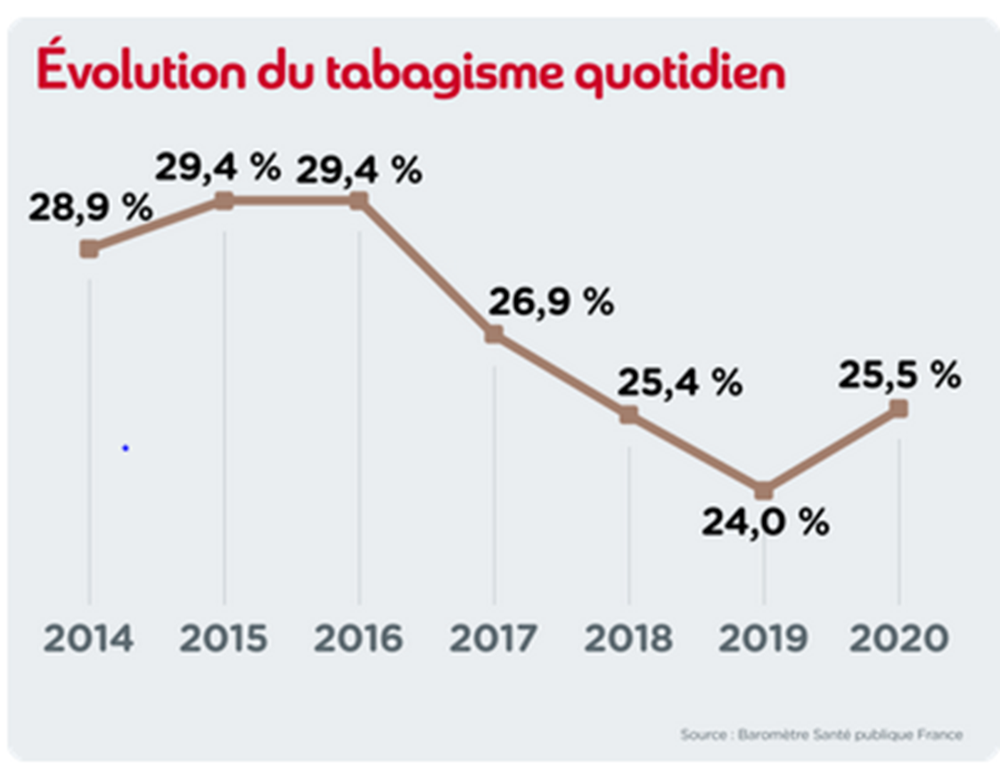 Évolution du tabagisme quotidien
29,4 % 29,4 %
28,9 %
26,9 %
25,4 %
25,5 %
24,0 %
2014 2015 2016 2017 2018 2019 2020
Source : Baromètre Santé publique France